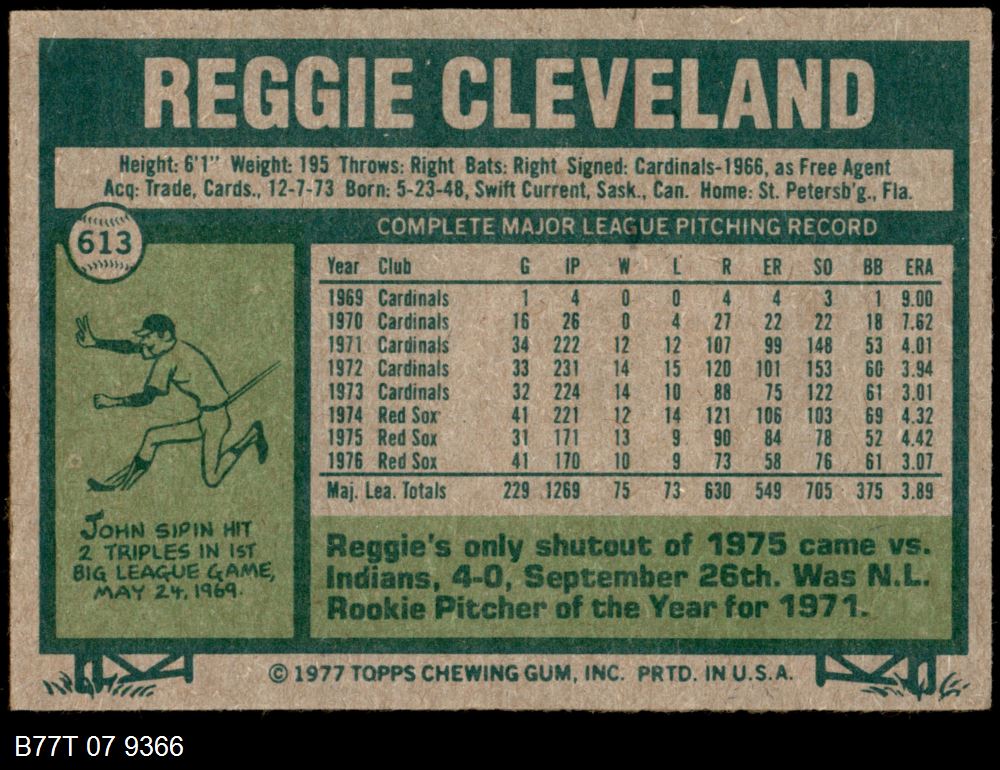 REGGIE CLEVELAND
Height: 6'1" Weight: 195 Throws: Right Bats: Right Signed: Cardinals-1966, as Free Agent
Acq: Trade, Cards., 12-7-73 Born: 5-23-48, Swift Current, Sask., Can. Home: St. Petersb'g., Fla.
613
COMPLETE MAJOR LEAGUE PITCHING RECORD
Year Club G IP W L R ER SO BB ERA
1969 Cardinals 1 4 0 0 4 4 3 1 9.00
1970 Cardinals 16 26 0 4 27 22 22 18 7.62
1971 Cardinals 34 222 12 12 107 99 148 53 4.01
1972 Cardinals 33 231 14 15 120 101 153 60 3.94
1973 Cardinals 32 224 14 10 88 75 122 61 3.01
1974 Red Sox 41 221 12 14 121 106 103 69 4.32
1975 Red Sox 31 171 13 9 90 84 78 52 4.42
1976 Red Sox 41 170 10 9 73 58 76 61 3.07
Maj. Lea. Totals 229 1269 75 73 630 549 705 375 3.89
JOHN SIPIN HIT
2 TRIPLES IN 1ST
BIG LEAGUE GAME,
MAY 24, 1969.
Reggie's only shutout of 1975 came vs.
Indians, 4-0, September 26th. Was N.L.
Rookie Pitcher of the Year for 1971.
© 1977 TOPPS CHEWING GUM, INC. PRTD. IN U.S.A.
B77T 07 9366